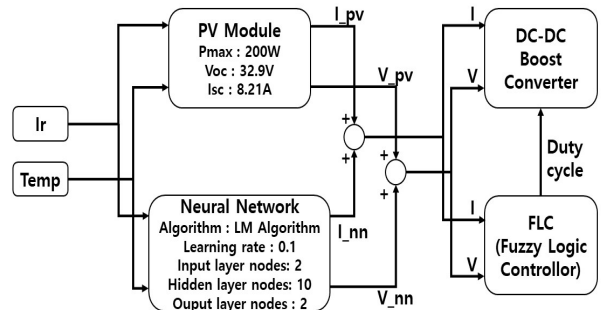 I_pv
PV Module
Pmax : 200W
Voc : 32.9V
Isc : 8.21A
V_pv
I
V
DC-DC
Boost
Converter
Ir
Temp
+
+
+
+
Duty
cycle
Neural Network
Algorithm : LM Algorithm
Learning rate : 0.1
Input layer nodes: 2
Hidden layer nodes: 10
Ouput layer nodes : 2
I_nn
V_nn
I
V
FLC
(Fuzzy Logic
Controllor)